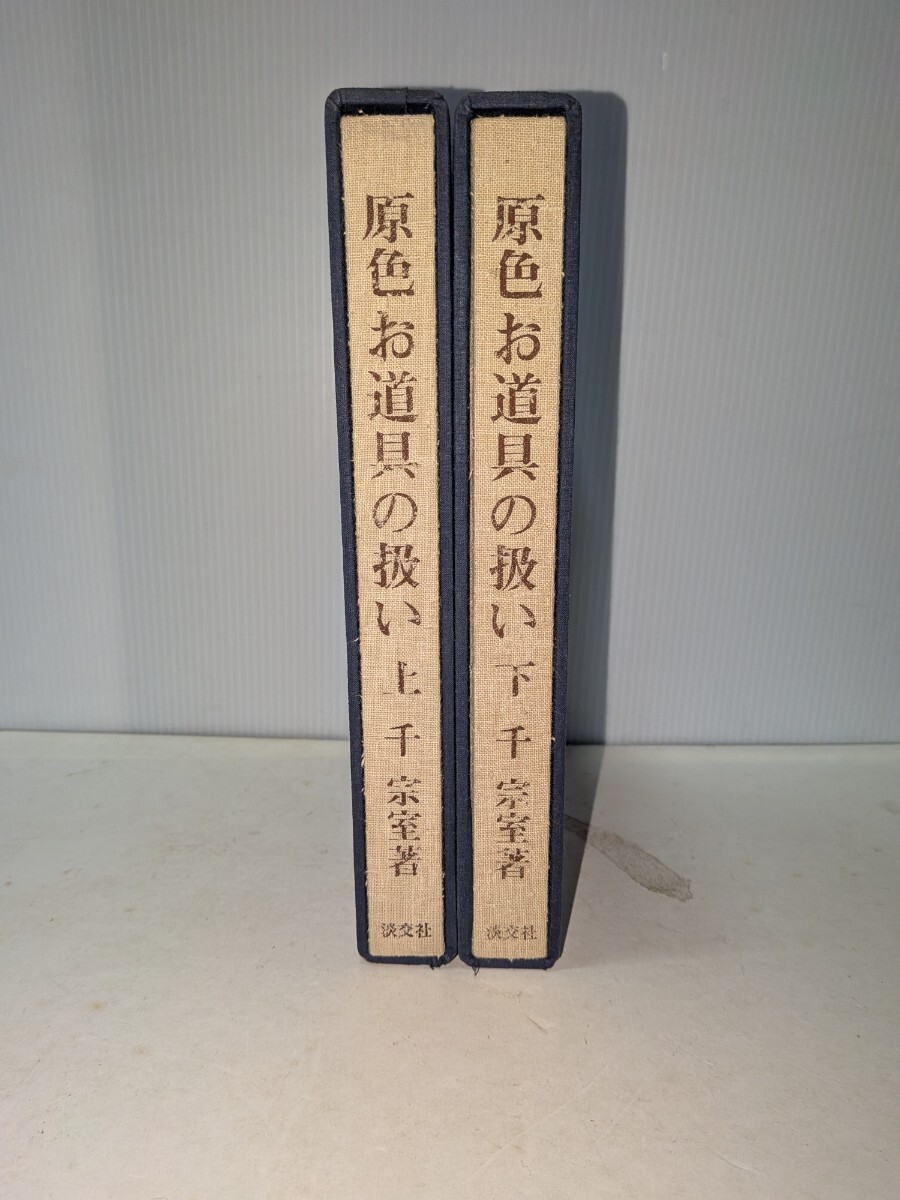 原色お道具の扱い 上 千 宗室著
淡交社
原色お道具の扱い 下 千 宗室著
淡交社